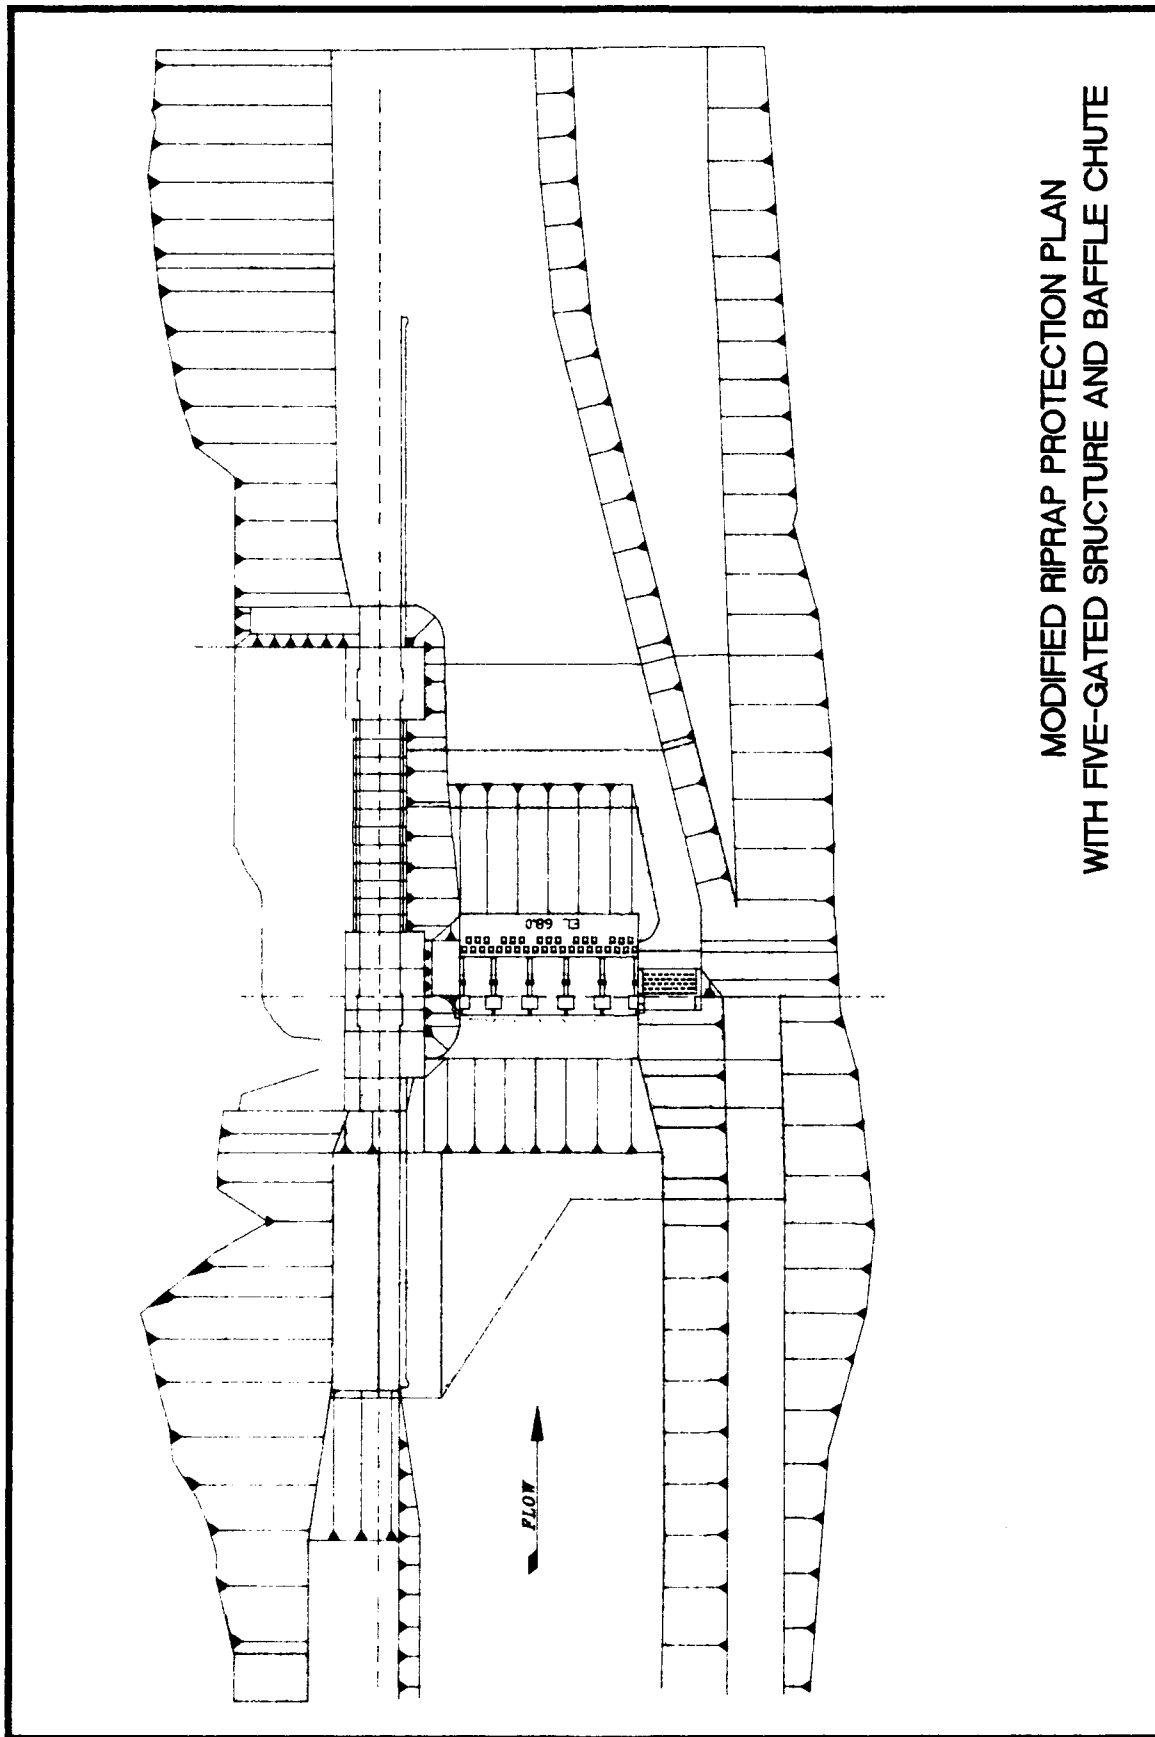 MODIFIED RIPRAP PROTECTION PLAN
WITH FIVE-GATED SRUCTURE AND BAFFLE CHUTE
EL 68.0
FLOW